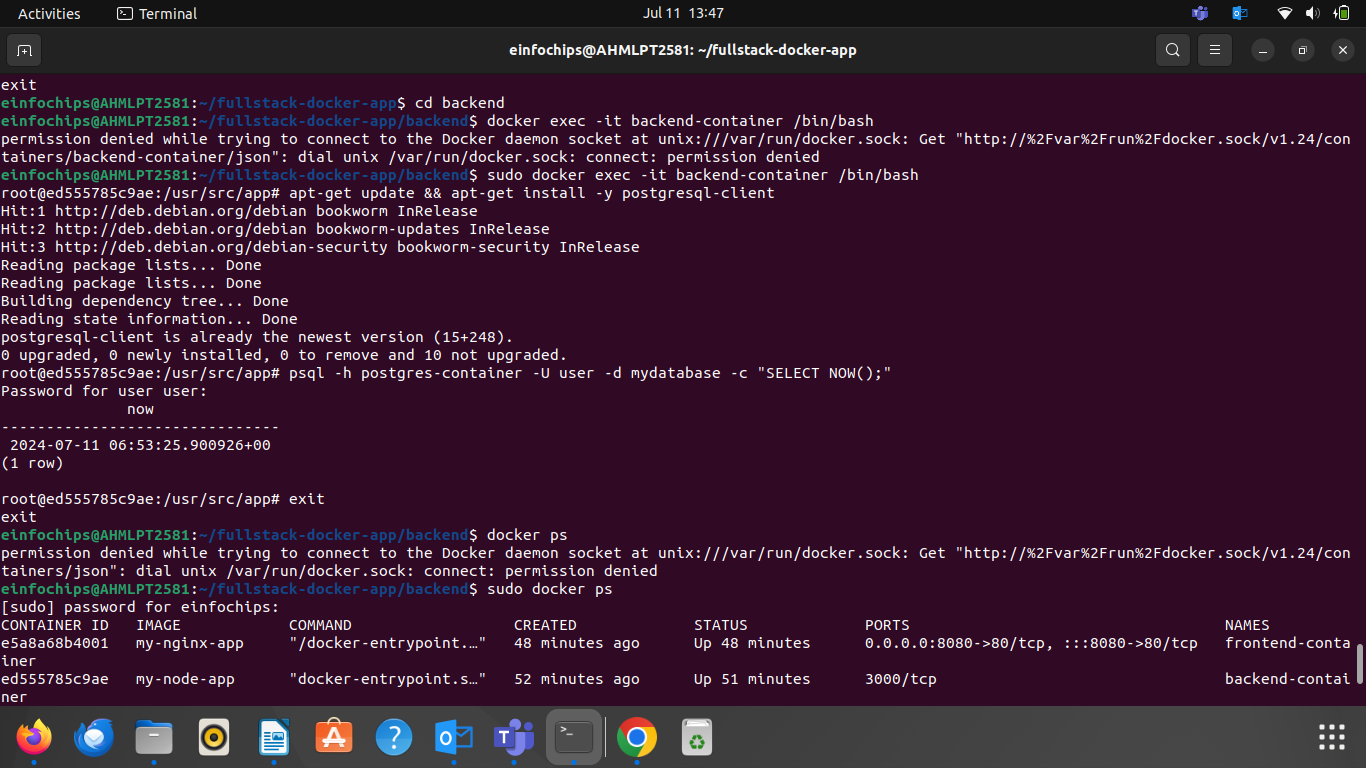 Activities
Terminal
Jul 11 13:47
einfochips@AHMLPT2581: ~/fullstack-docker-app
exit
einfochips@AHMLPT2581:~/fullstack-docker-app$ cd backend
einfochips@AHMLPT2581:~/fullstack-docker-app/backend$ docker exec -it backend-container /bin/bash
permission denied while trying to connect to the Docker daemon socket at unix:///var/run/docker.sock: Get "http://%2Fvar%2Frun%2Fdocker.sock/v1.24/con
tainers/backend-container/json": dial unix /var/run/docker.sock: connect: permission denied
einfochips@AHMLPT2581:~/fullstack-docker-app/backend$ sudo docker exec -it backend-container /bin/bash
root@ed555785c9ae:/usr/src/app# apt-get update && apt-get install -y postgresql-client
Hit:1 http://deb.debian.org/debian bookworm InRelease
Hit:2 http://deb.debian.org/debian bookworm-updates InRelease
Hit:3 http://deb.debian.org/debian-security bookworm-security InRelease
Reading package lists... Done
Reading package lists... Done
Building dependency tree... Done
Reading state information... Done
postgresql-client is already the newest version (15+248).
0 upgraded, 0 newly installed, 0 to remove and 10 not upgraded.
root@ed555785c9ae:/usr/src/app# psql -h postgres-container -U user -d mydatabase -c "SELECT NOW();"
Password for user user:
now
-------------------------------
2024-07-11 06:53:25.900926+00
(1 row)
root@ed555785c9ae:/usr/src/app# exit
exit
einfochips@AHMLPT2581:~/fullstack-docker-app/backend$ docker ps
permission denied while trying to connect to the Docker daemon socket at unix:///var/run/docker.sock: Get "http://%2Fvar%2Frun%2Fdocker.sock/v1.24/con
tainers/json": dial unix /var/run/docker.sock: connect: permission denied
einfochips@AHMLPT2581:~/fullstack-docker-app/backend$ sudo docker ps
[sudo] password for einfochips:
CONTAINER ID   IMAGE          COMMAND                  CREATED          STATUS          PORTS                                   NAMES
e5a8a68b4001   my-nginx-app   "/docker-entrypoint.…"   48 minutes ago   Up 48 minutes   0.0.0.0:8080->80/tcp, :::8080->80/tcp   frontend-conta
iner
ed555785c9ae   my-node-app    "docker-entrypoint.s…"   52 minutes ago   Up 51 minutes   3000/tcp                                backend-contai
ner